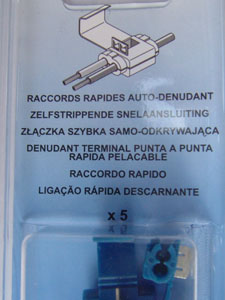 RACCORDS RAPIDES AUTO-DENUDANT
ZELFSTRIPPENDE SNELAANSLUITING
ZŁĄCZKA SZYBKA SAMO-ODKRYWAJĄCA
DENUDANT TERMINAL PUNTA A PUNTA
RAPIDA PELACABLE
RACCORDO RAPIDO
LIGAÇÃO RÁPIDA DESCARNANTE
x 5